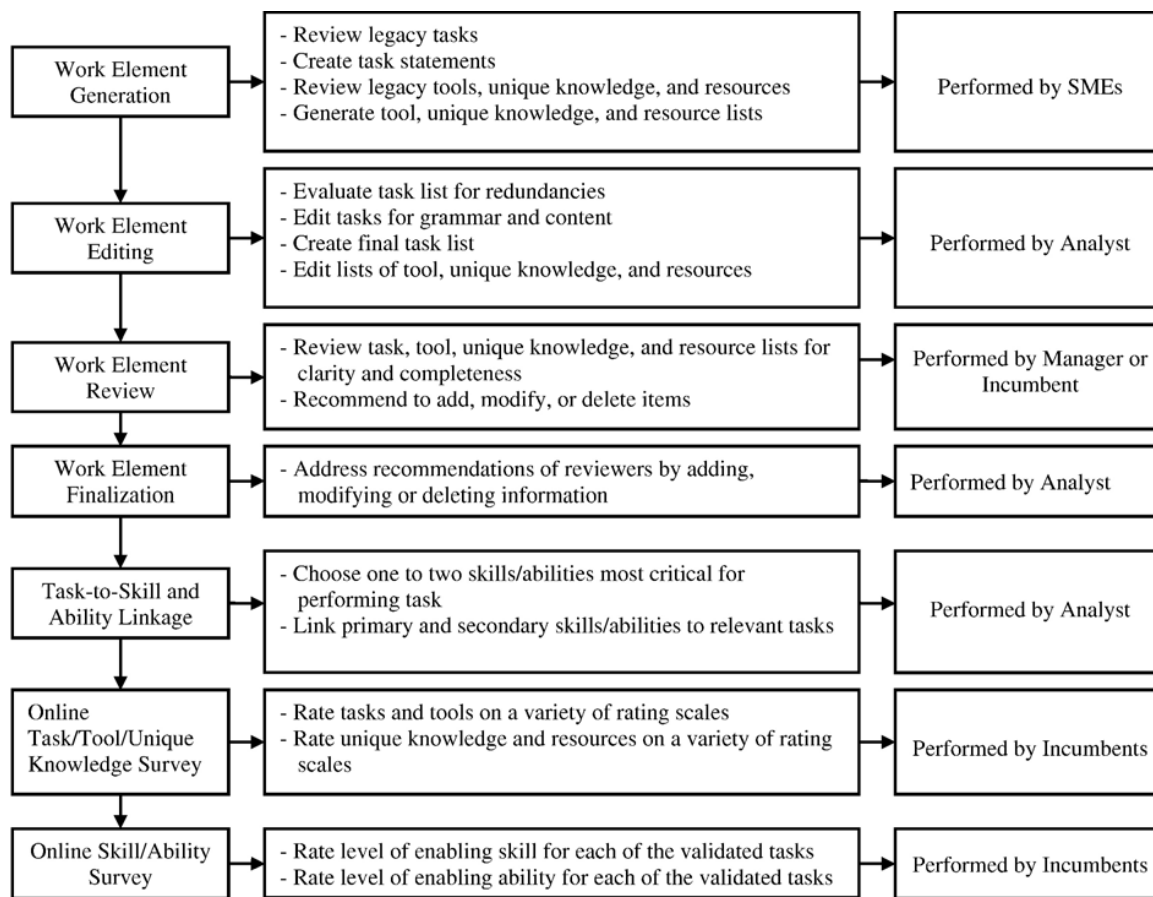 Work Element
Generation
- Review legacy tasks
- Create task statements
- Review legacy tools, unique knowledge, and resources
- Generate tool, unique knowledge, and resource lists
Performed by SMEs
Work Element
Editing
- Evaluate task list for redundancies
- Edit tasks for grammar and content
- Create final task list
- Edit lists of tool, unique knowledge, and resources
Performed by Analyst
Work Element
Review
- Review task, tool, unique knowledge, and resource lists for
clarity and completeness
- Recommend to add, modify, or delete items
Performed by Manager or
Incumbent
Work Element
Finalization
- Address recommendations of reviewers by adding,
modifying or deleting information
Performed by Analyst
Task-to-Skill and
Ability Linkage
- Choose one to two skills/abilities most critical for
performing task
- Link primary and secondary skills/abilities to relevant tasks
Performed by Analyst
Online
Task/Tool/Unique
Knowledge Survey
- Rate tasks and tools on a variety of rating scales
- Rate unique knowledge and resources on a variety of rating
scales
Performed by Incumbents
Online Skill/Ability
Survey
- Rate level of enabling skill for each of the validated tasks
- Rate level of enabling ability for each of the validated tasks
Performed by Incumbents